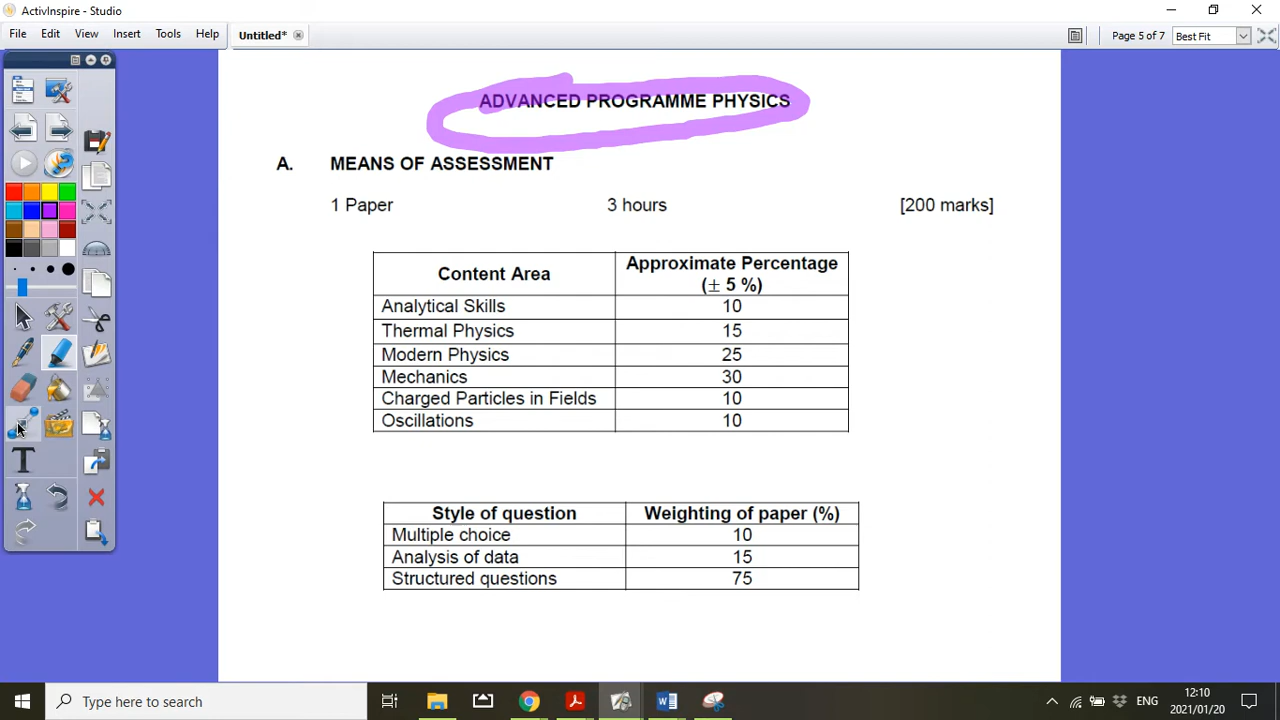 ActivInspire - Studio
File Edit View Insert Tools Help Untitled* Page 5 of 7 Best Fit
ADVANCED PROGRAMME PHYSICS
A. MEANS OF ASSESSMENT
1 Paper 3 hours [200 marks]
Content Area Approximate Percentage (± 5 %)
Analytical Skills 10
Thermal Physics 15
Modern Physics 25
Mechanics 30
Charged Particles in Fields 10
Oscillations 10
Style of question Weighting of paper (%)
Multiple choice 10
Analysis of data 15
Structured questions 75
T
Type here to search ENG 12:10
2021/01/20